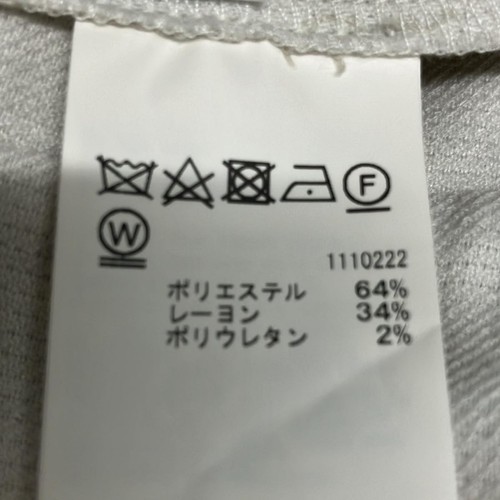 F
W
1110222
ポリエステル 64%
レーヨン 34%
ポリウレタン 2%